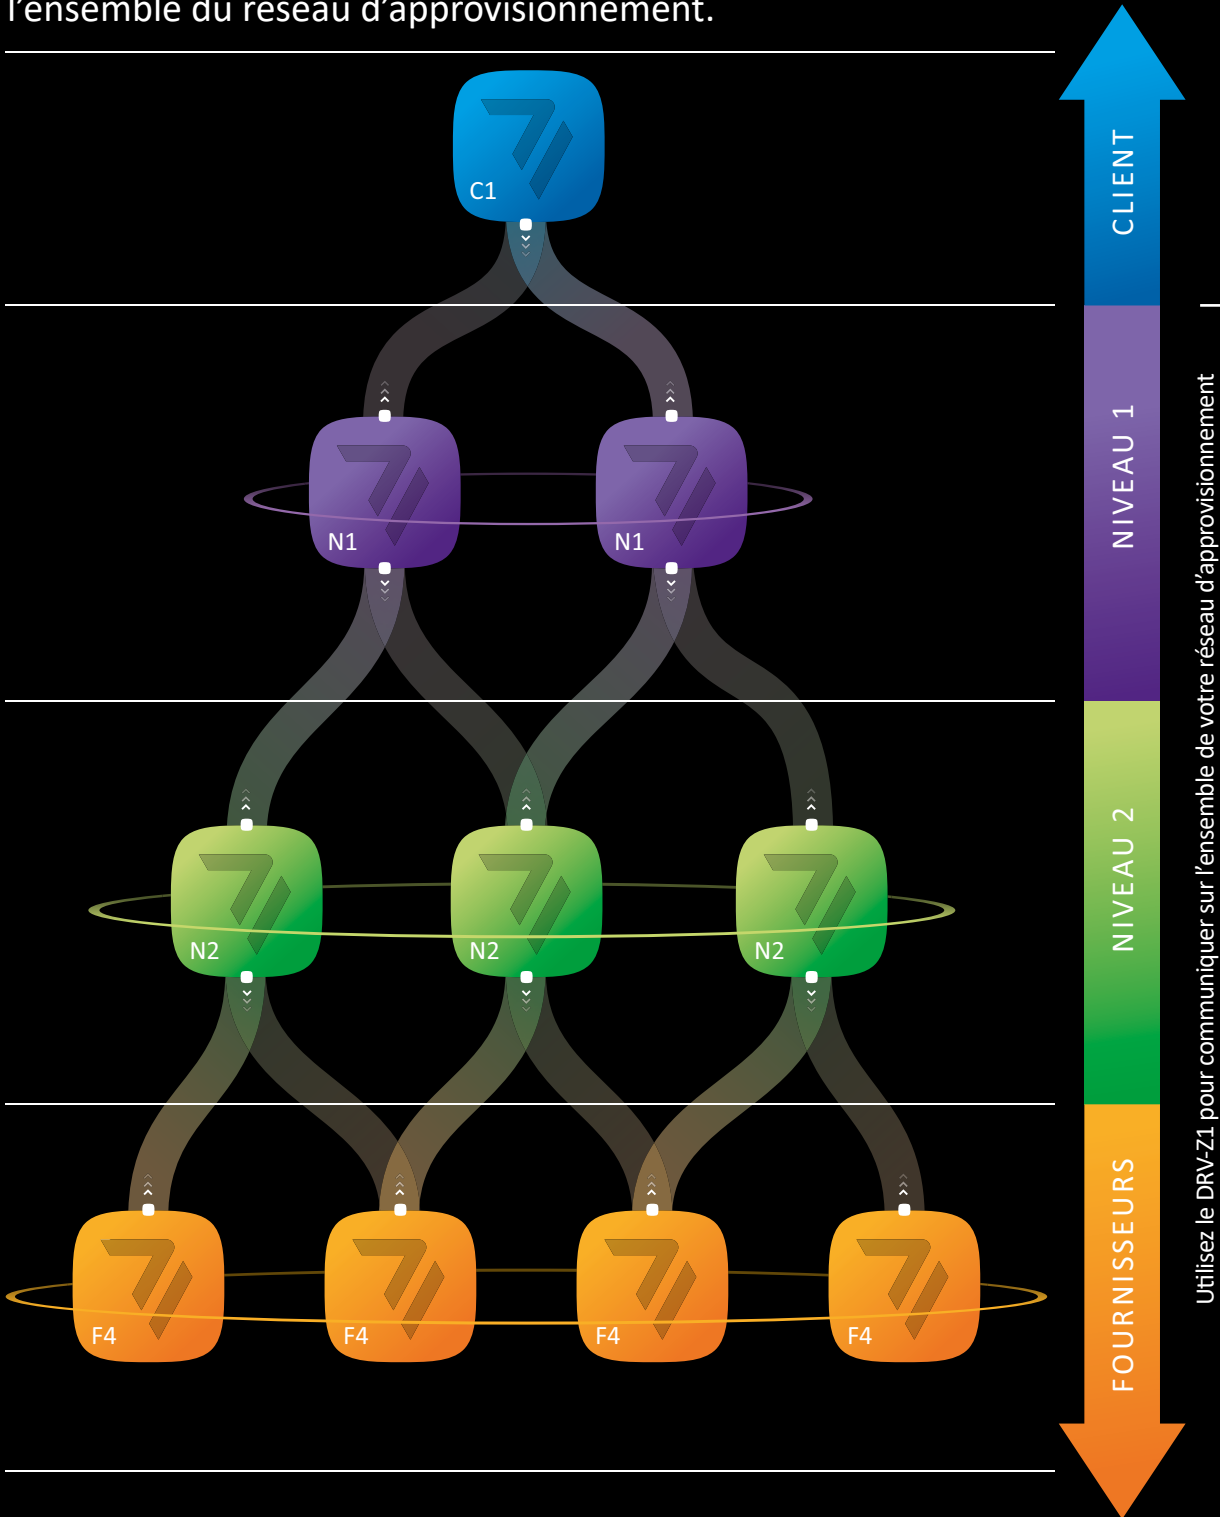 l'ensemble du réseau d'approvisionnement.
C1
CLIENT
N1
N1
NIVEAU 1
N2
N2
N2
NIVEAU 2
F4
F4
F4
F4
FOURNISSEURS
Utilisez le DRV-Z1 pour communiquer sur l'ensemble de votre réseau d'approvisionnement